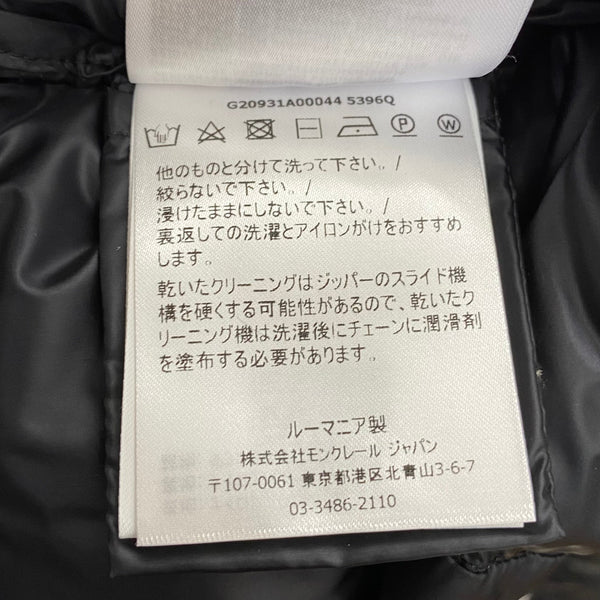 G20931A00044 5396Q
P W
他のものと分けて洗って下さい。/
絞らないで下さい。/
浸けたままにしないで下さい。/
裏返しての洗濯とアイロンがけをおすすめ
します。
乾いたクリーニングはジッパーのスライド機
構を硬くする可能性があるので、乾いたク
リーニング機は洗濯後にチェーンに潤滑剤
を塗布する必要があります。
ルーマニア製
株式会社モンクレール ジャパン
〒107-0061 東京都港区北青山3-6-7
03-3486-2110